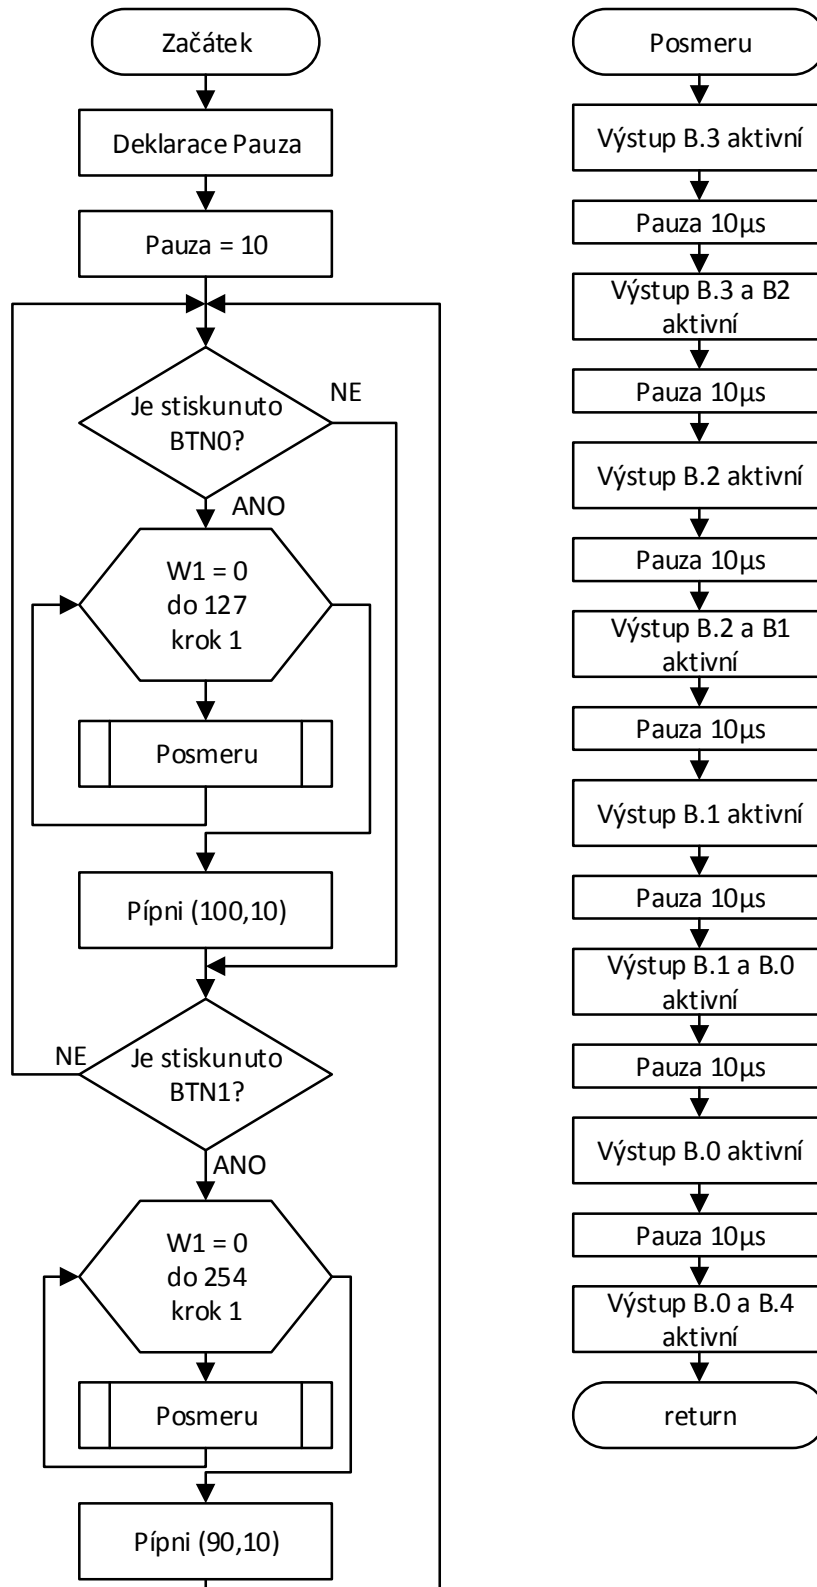 Začátek
Deklarace Pauza
Pauza = 10
Je stisknuto
BTN0?
NE
ANO
W1 = 0
do 127
krok 1
Posmeru
Pípni (100,10)
Je stisknuto
BTN1?
NE
ANO
W1 = 0
do 254
krok 1
Posmeru
Pípni (90,10)
Posmeru
Výstup B.3 aktivní
Pauza 10µs
Výstup B.3 a B2
aktivní
Pauza 10µs
Výstup B.2 aktivní
Pauza 10µs
Výstup B.2 a B1
aktivní
Pauza 10µs
Výstup B.1 aktivní
Pauza 10µs
Výstup B.1 a B.0
aktivní
Pauza 10µs
Výstup B.0 aktivní
Pauza 10µs
Výstup B.0 a B.4
aktivní
return